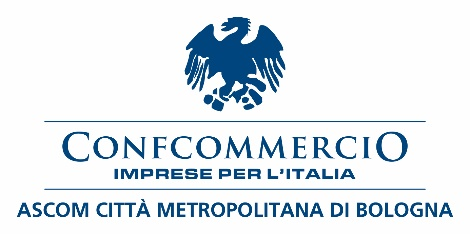 CONFCOMMERCIO
IMPRESE PER L'ITALIA
ASCOM CITTÀ METROPOLITANA DI BOLOGNA